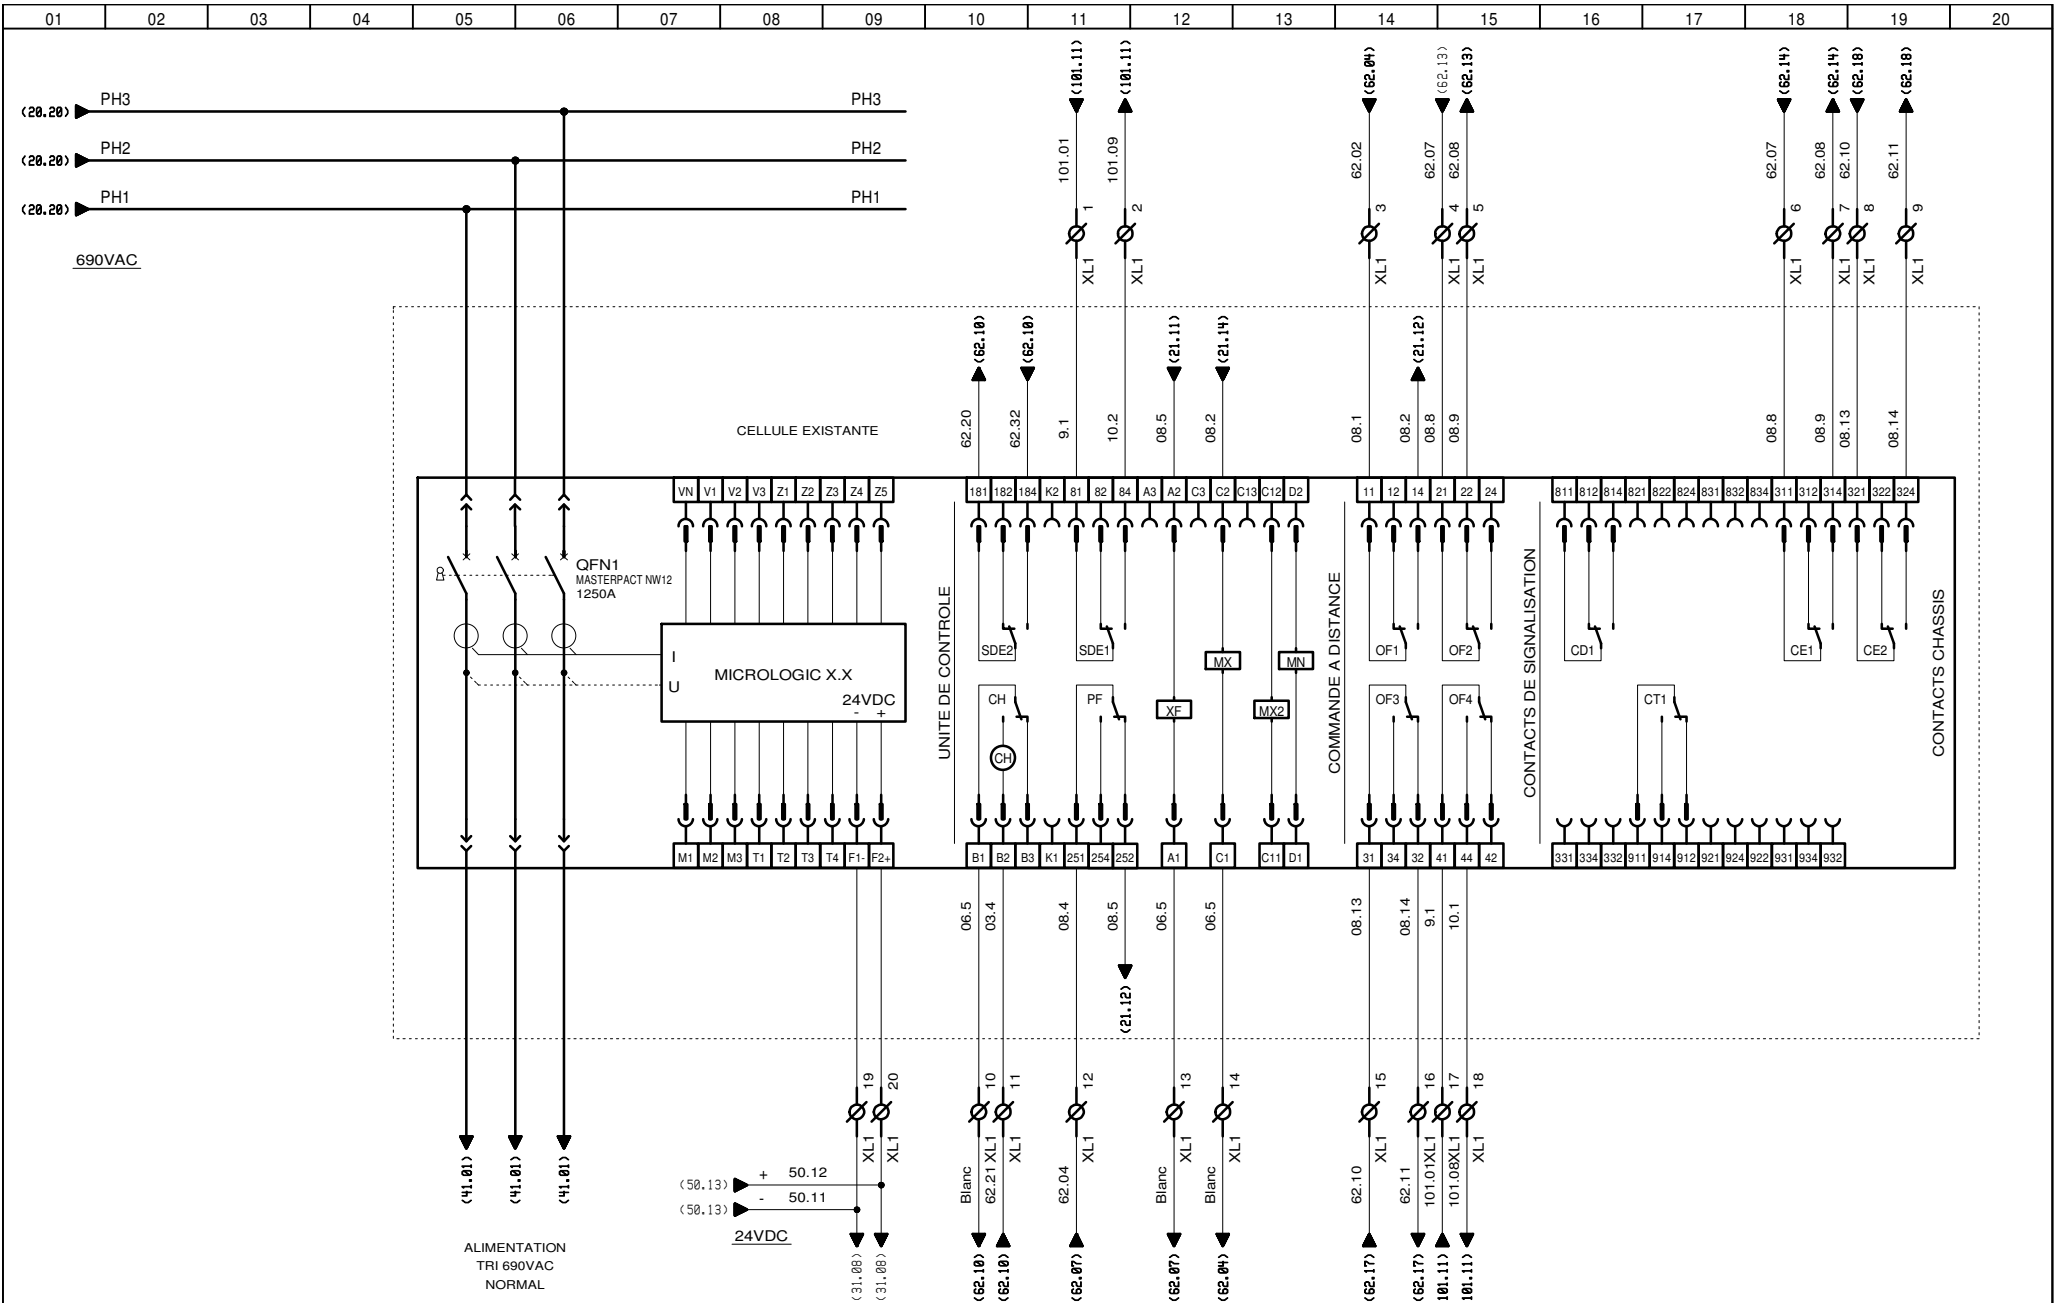 01 02 03 04 05 06 07 08 09 10 11 12 13 14 15 16 17 18 19 20
(101.11) (101.11) (62.04) (62.13) (62.13) (62.14) (62.14) (62.18) (62.18)
(20.20) PH3 PH3
(20.20) PH2 PH2
(20.20) PH1 PH1
690VAC
101.01 101.09 62.02 62.07 62.08 62.07 62.08 62.10 62.11
1 2 3 4 5 6 7 8 9
XL1 XL1 XL1 XL1 XL1 XL1 XL1 XL1 XL1
(62.10) (62.10) (21.11) (21.14) (21.12)
CELLULE EXISTANTE
62.20 62.32 9.1 10.2 08.5 08.2 08.1 08.2 08.8 08.9 08.8 08.9 08.13 08.14
VN V1 V2 V3 Z1 Z2 Z3 Z4 Z5 181 182 184 K2 81 82 84 A3 A2 C3 C2 C13 C12 D2 11 12 14 21 22 24 811 812 814 821 822 824 831 832 834 311 312 314 321 322 324
QFN1
MASTERPACT NW12
1250A
UNITE DE CONTROLE
COMMANDE A DISTANCE
CONTACTS DE SIGNALISATION
CONTACTS CHASSIS
SDE2 SDE1 MX MN OF1 OF2 CD1 CE1 CE2
I
U
MICROLOGIC X.X
24VDC
- +
CH PF XF MX2 OF3 OF4 CT1
CH
M1 M2 M3 T1 T2 T3 T4 F1- F2+ B1 B2 B3 K1 251 254 252 A1 C1 C11 D1 31 34 32 41 44 42 331 334 332 911 914 912 921 924 922 931 934 932
06.5 03.4 08.4 08.5 06.5 06.5 08.13 08.14 9.1 10.1
(21.12)
19 20 10 11 12 13 14 15 16 17 18
XL1 XL1 XL1 XL1 XL1 XL1 XL1 XL1 XL1 XL1 XL1
(41.01) (41.01) (41.01)
(50.13) + 50.12
(50.13) - 50.11
24VDC
Blanc 62.21 62.04 Blanc Blanc 62.10 62.11 101.01 101.08
(31.08) (31.08) (62.10) (62.10) (62.07) (62.07) (62.04) (62.17) (62.17) 101.11) 101.11)
ALIMENTATION
TRI 690VAC
NORMAL